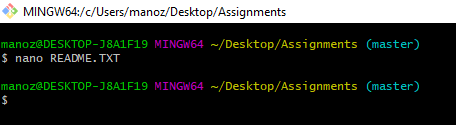 MINGW64:/c/Users/manoz/Desktop/Assignments
manoz@DESKTOP-J8A1F19 MINGW64 ~/Desktop/Assignments (master)
$ nano README.TXT
manoz@DESKTOP-J8A1F19 MINGW64 ~/Desktop/Assignments (master)
$